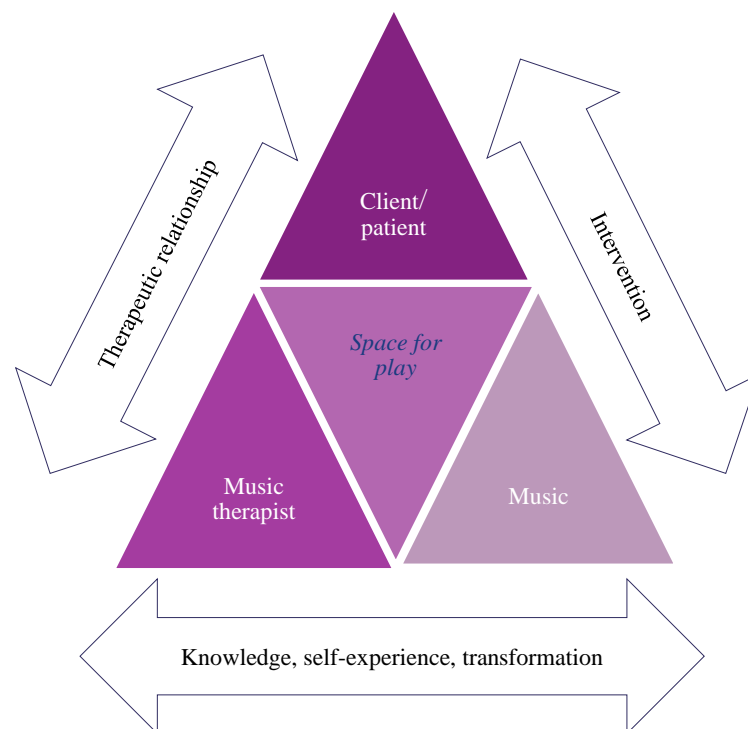 Client/
patient
Therapeutic relationship
Intervention
Space for
play
Music
therapist
Music
Knowledge, self-experience, transformation